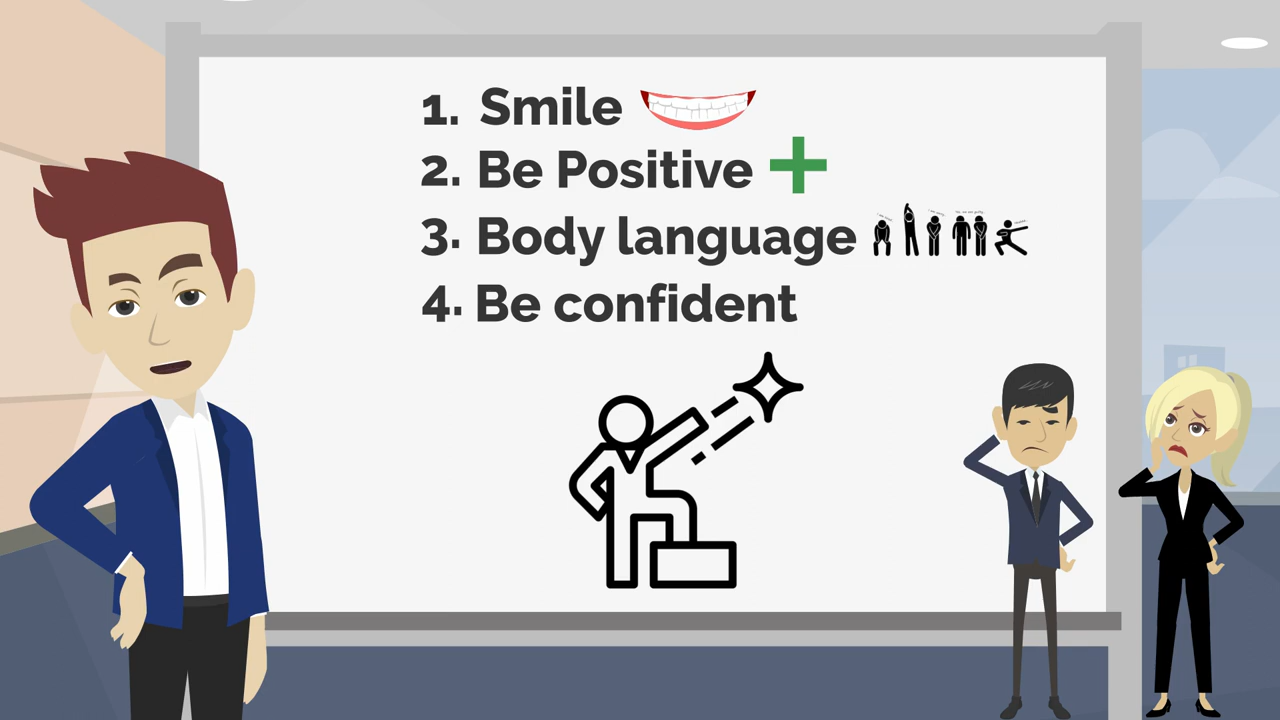 1. Smile
2. Be Positive
3. Body language
4. Be confident